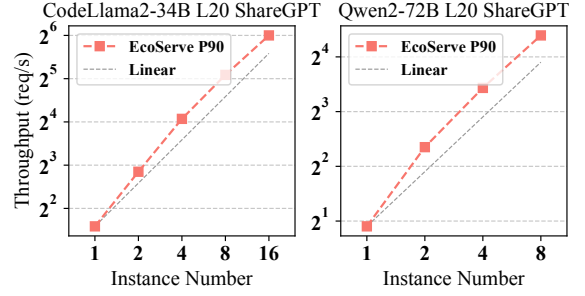 CodeLlama2-34B L20 ShareGPT
Throughput (req/s)
2^6
2^5
2^4
2^3
2^2
EcoServe P90
Linear
1 2 4 8 16
Instance Number
Qwen2-72B L20 ShareGPT
2^4
2^3
2^2
2^1
EcoServe P90
Linear
1 2 4 8
Instance Number